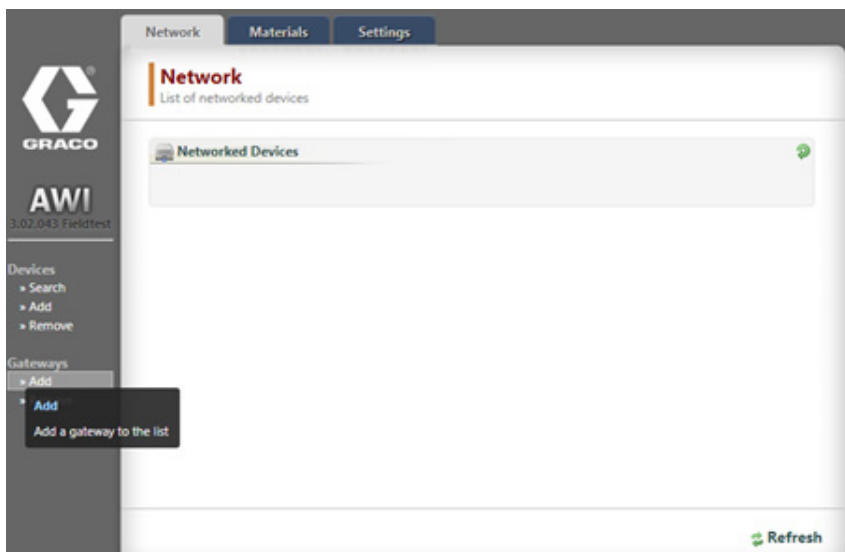 Network Materials Settings
GRACO
AWI
3.02.043 Fieldtest
Devices
» Search
» Add
» Remove
Gateways
» Add
»
Add
Add a gateway to the list
Network
List of networked devices
Networked Devices
Refresh